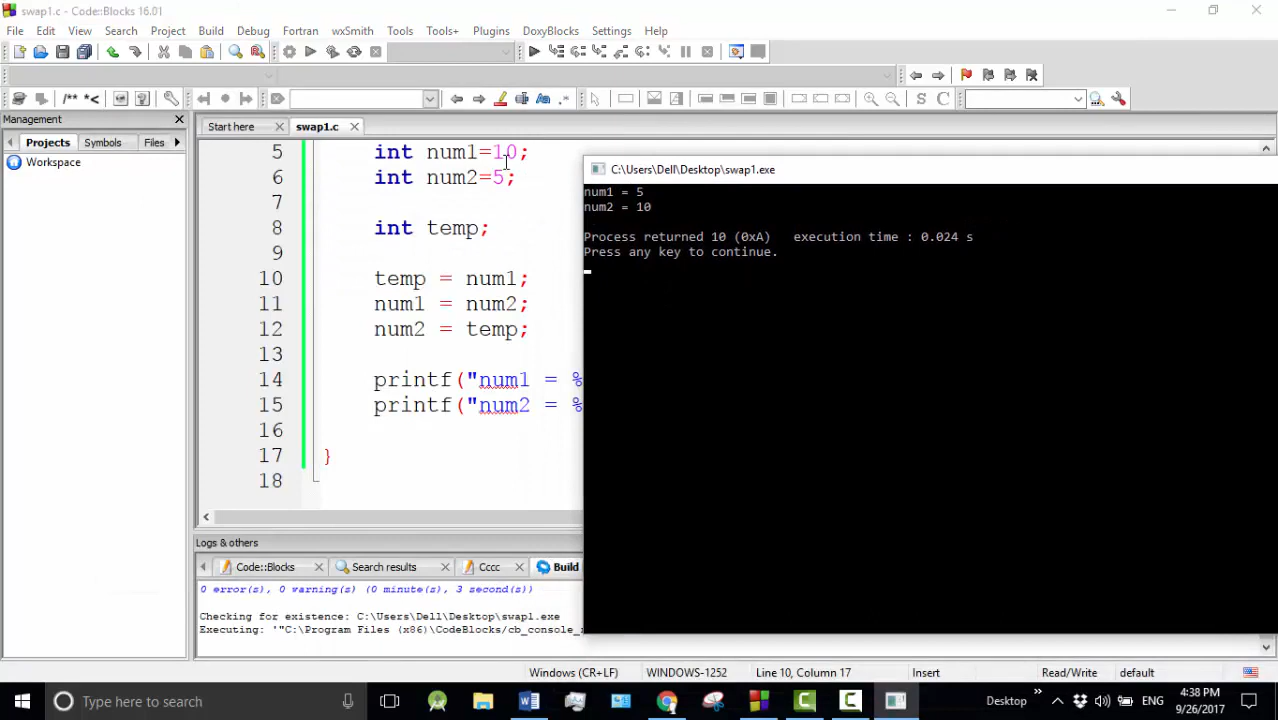 swap1.c - Code::Blocks 16.01
File Edit View Search Project Build Debug Fortran wxSmith Tools Tools+ Plugins DoxyBlocks Settings Help
/** *<
.*
S C
Management
Projects Symbols Files
Workspace
Start here swap1.c
5 int num1=10;
6 int num2=5;
7
8 int temp;
9
10 temp = num1;
11 num1 = num2;
12 num2 = temp;
13
14 printf("num1 = %
15 printf("num2 = %
16
17 }
18
C:\Users\Dell\Desktop\swap1.exe
num1 = 5
num2 = 10
Process returned 10 (0xA) execution time : 0.024 s
Press any key to continue.
Logs & others
Code::Blocks Search results Cccc Build
0 error(s), 0 warning(s) (0 minute(s), 3 second(s))
Checking for existence: C:\Users\Dell\Desktop\swap1.exe
Executing: '"C:\Program Files (x86)\CodeBlocks/cb_console_
Windows (CR+LF) WINDOWS-1252 Line 10, Column 17 Insert Read/Write default
Type here to search
Desktop
ENG
4:38 PM
9/26/2017